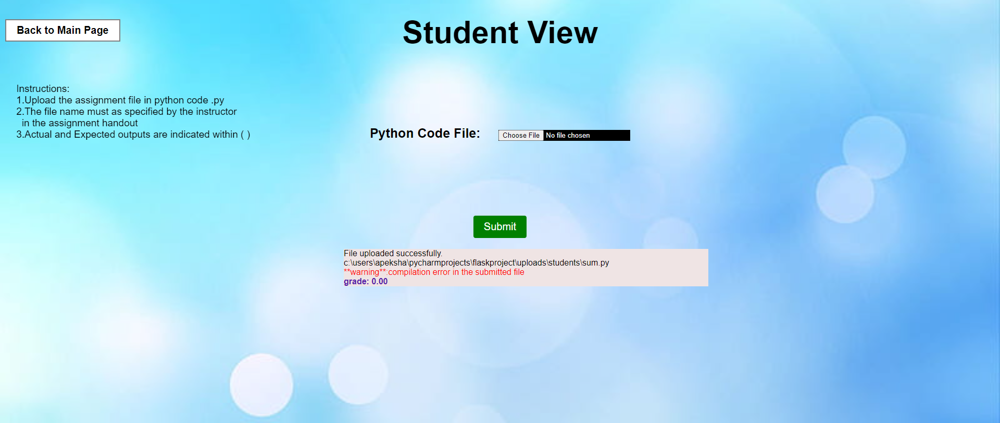 Back to Main Page
Student View
Instructions:
1.Upload the assignment file in python code .py
2.The file name must as specified by the instructor
in the assignment handout
3.Actual and Expected outputs are indicated within ( )
Python Code File:
Choose File No file chosen
Submit
File uploaded successfully.
c:\users\apeksha\pycharmprojects\flaskproject\uploads\students\sum.py
**warning**:compilation error in the submitted file
grade: 0.00